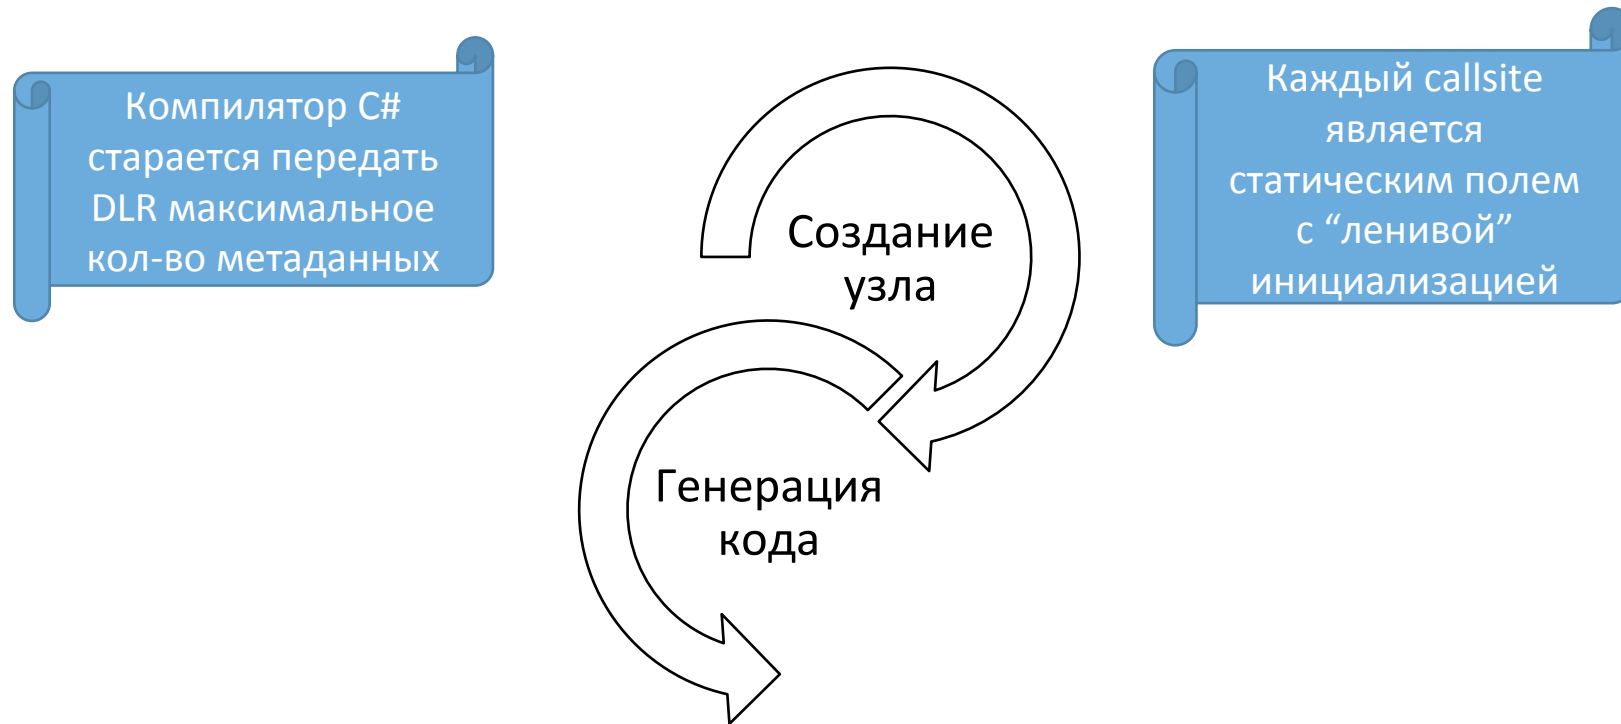 Компилятор C#
старается передать
DLR максимальное
кол-во метаданных
Каждый callsite
является
статическим полем
с “ленивой”
инициализацией
Создание
узла
Генерация
кода